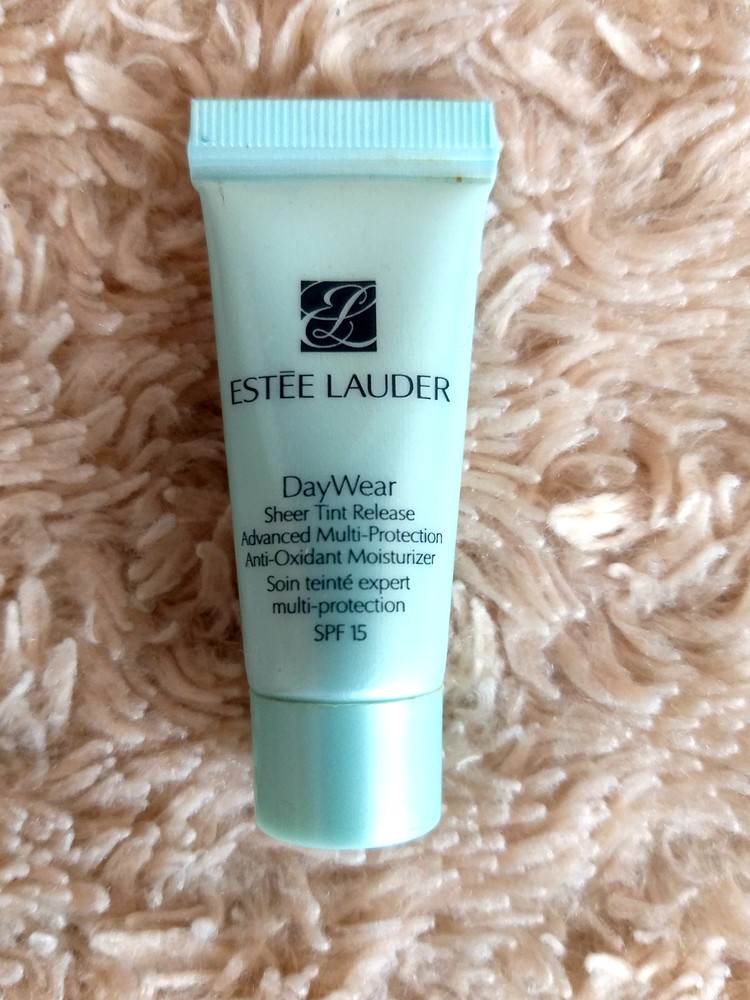 EL
ESTĒE LAUDER
DayWear
Sheer Tint Release
Advanced Multi-Protection
Anti-Oxidant Moisturizer
Soin teinté expert
multi-protection
SPF 15